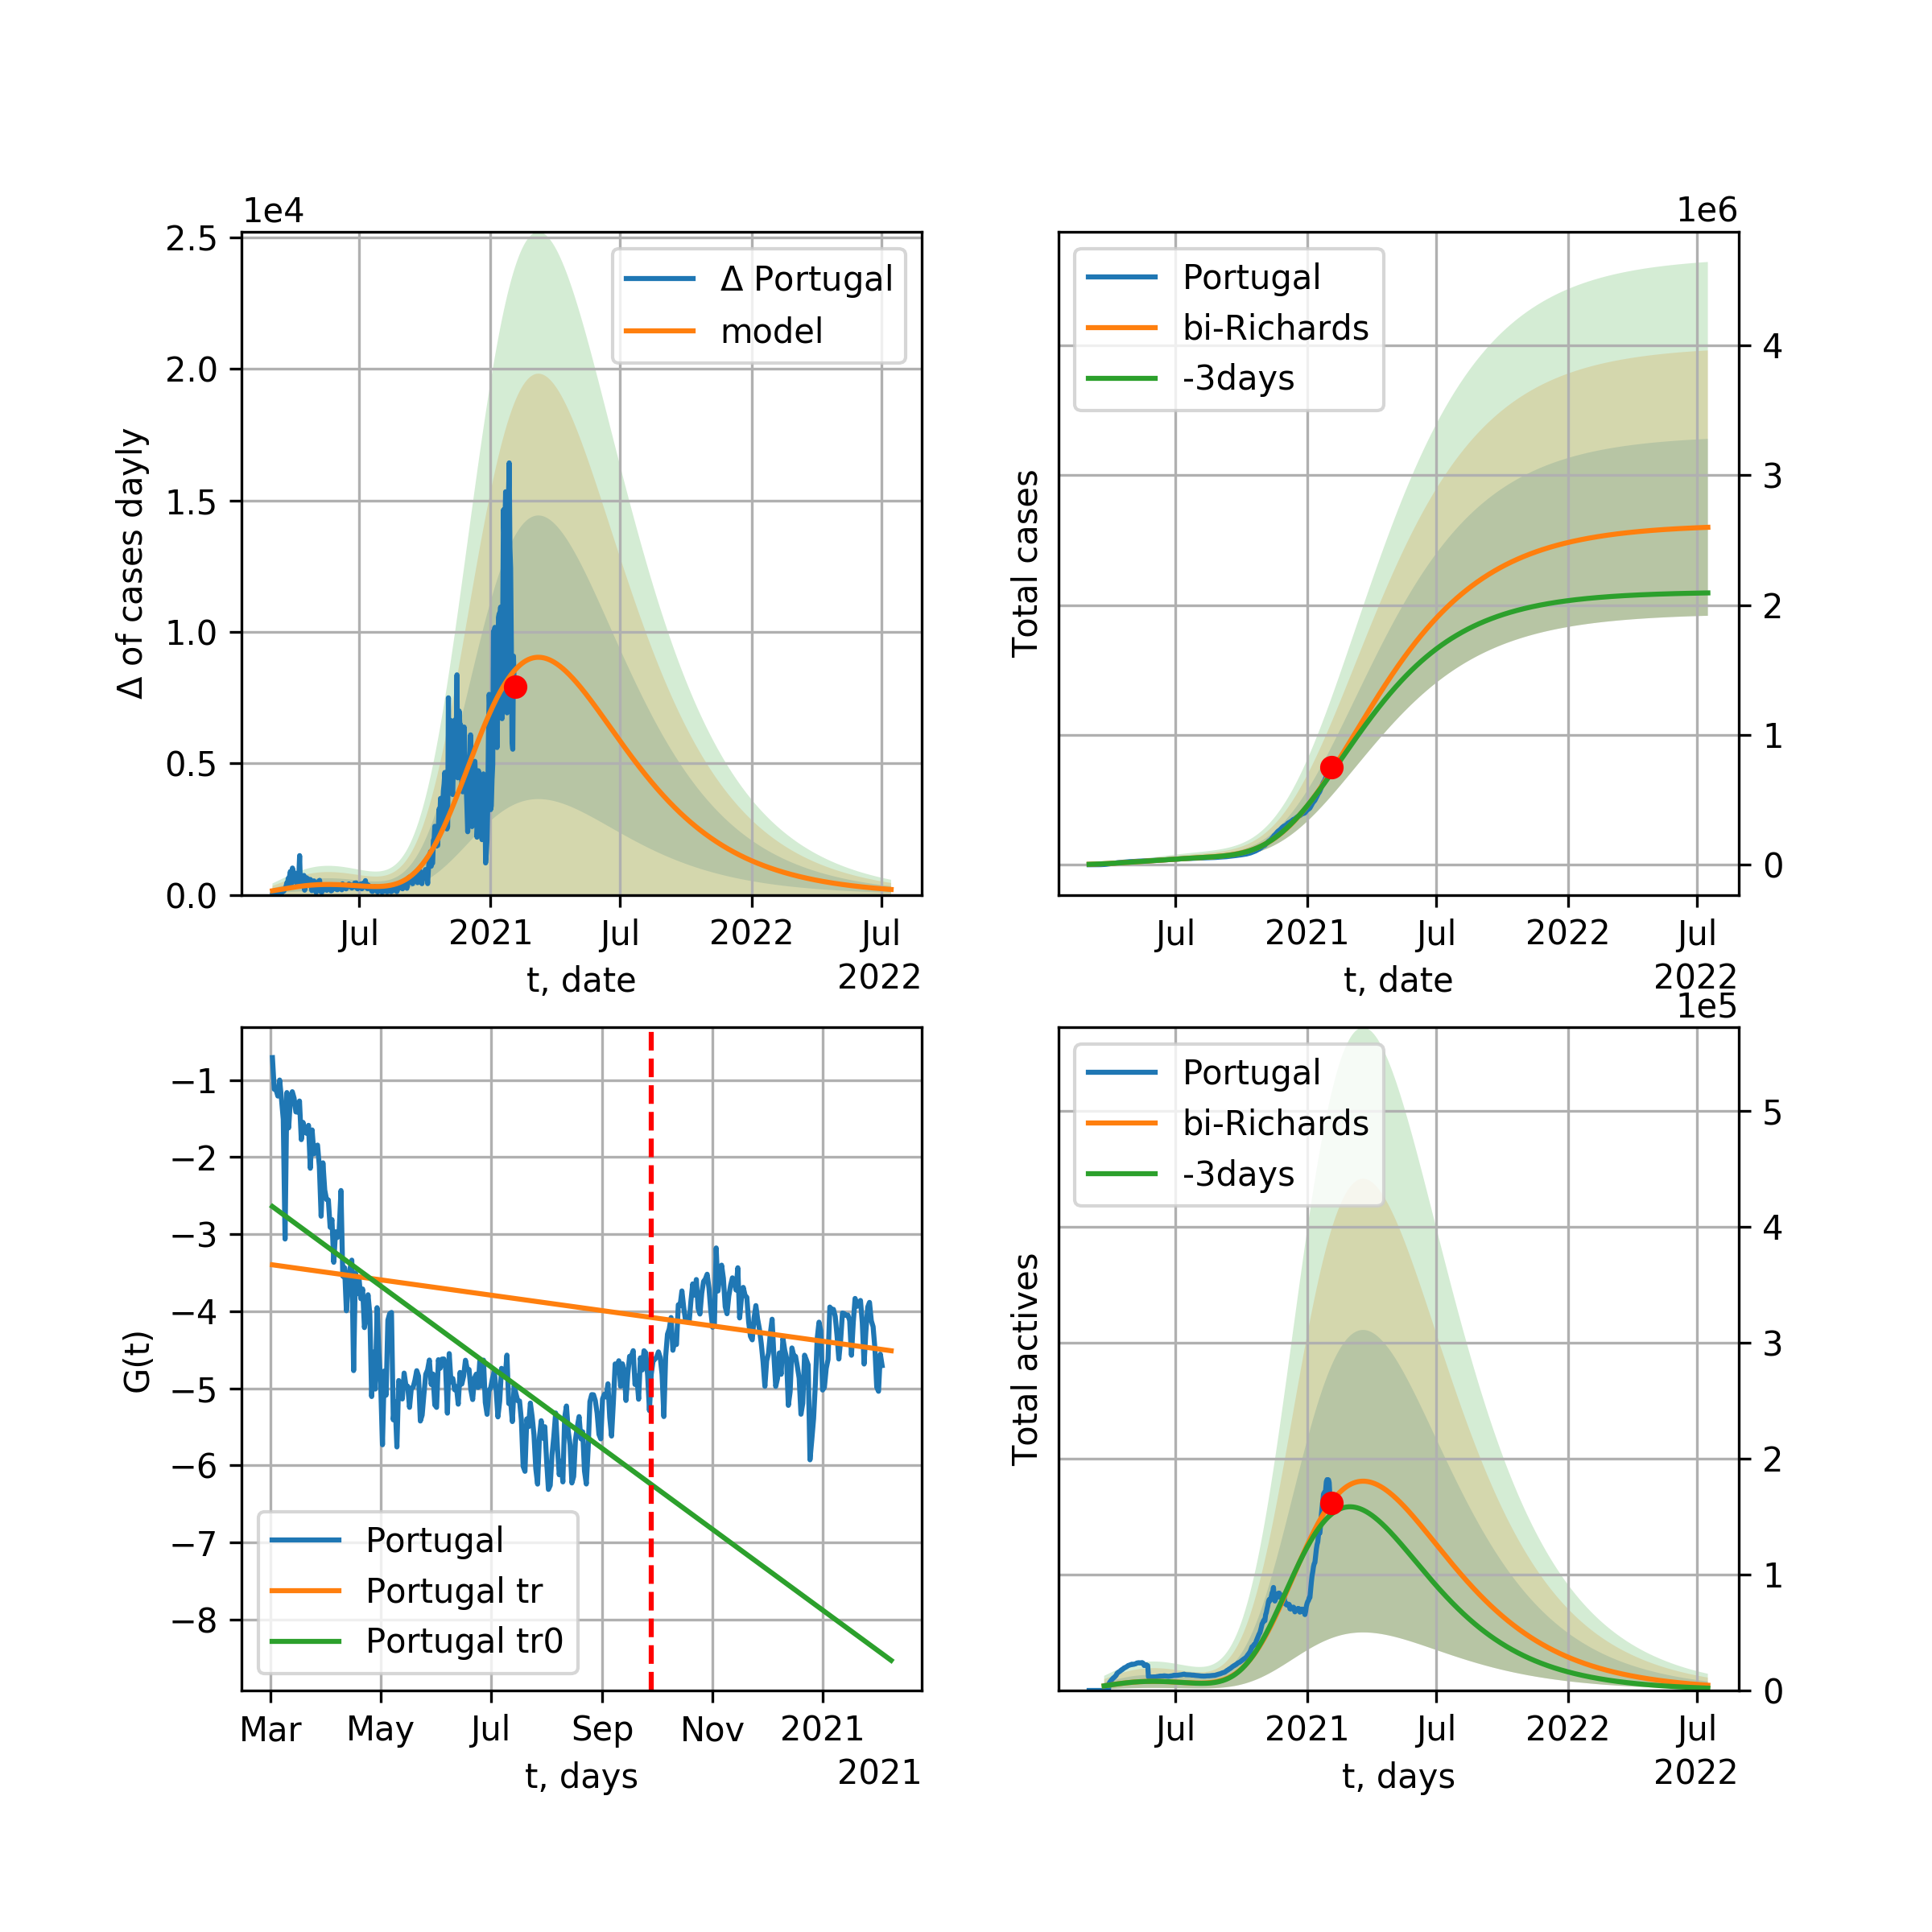 1e4
2.5
2.0
1.5
1.0
0.5
0.0
Δ of cases dayly
Δ Portugal
model
Jul
2021
Jul
2022
Jul
t, date
2022
1e6
Portugal
bi-Richards
-3days
Total cases
4
3
2
1
0
Jul
2021
Jul
2022
Jul
t, date
2022
−1
−2
−3
−4
−5
−6
−7
−8
G(t)
Portugal
Portugal tr
Portugal tr0
Mar
May
Jul
Sep
Nov
2021
t, days
2021
1e5
Portugal
bi-Richards
-3days
Total actives
5
4
3
2
1
0
Jul
2021
Jul
2022
Jul
t, days
2022